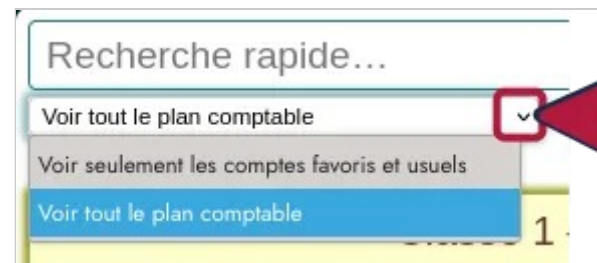 Recherche rapide...
Voir tout le plan comptable
Voir seulement les comptes favoris et usuels
Voir tout le plan comptable
1